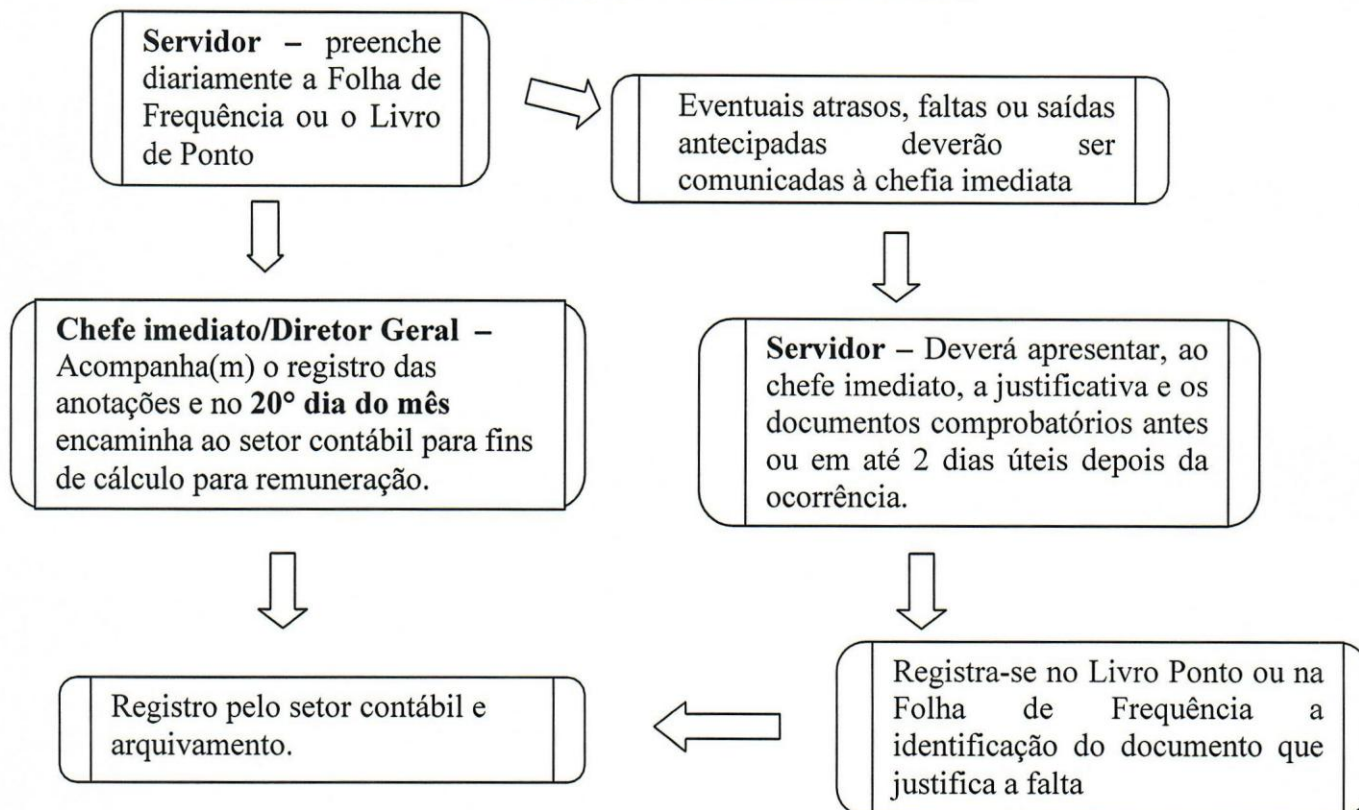 Servidor – preenche
diariamente a Folha de
Frequência ou o Livro
de Ponto
Eventuais atrasos, faltas ou saídas
antecipadas deverão ser
comunicadas à chefia imediata
Chefe imediato/Diretor Geral –
Acompanha(m) o registro das
anotações e no 20° dia do mês
encaminha ao setor contábil para fins
de cálculo para remuneração.
Servidor – Deverá apresentar, ao
chefe imediato, a justificativa e os
documentos comprobatórios antes
ou em até 2 dias úteis depois da
ocorrência.
Registro pelo setor contábil e
arquivamento.
Registra-se no Livro Ponto ou na
Folha de Frequência a
identificação do documento que
justifica a falta